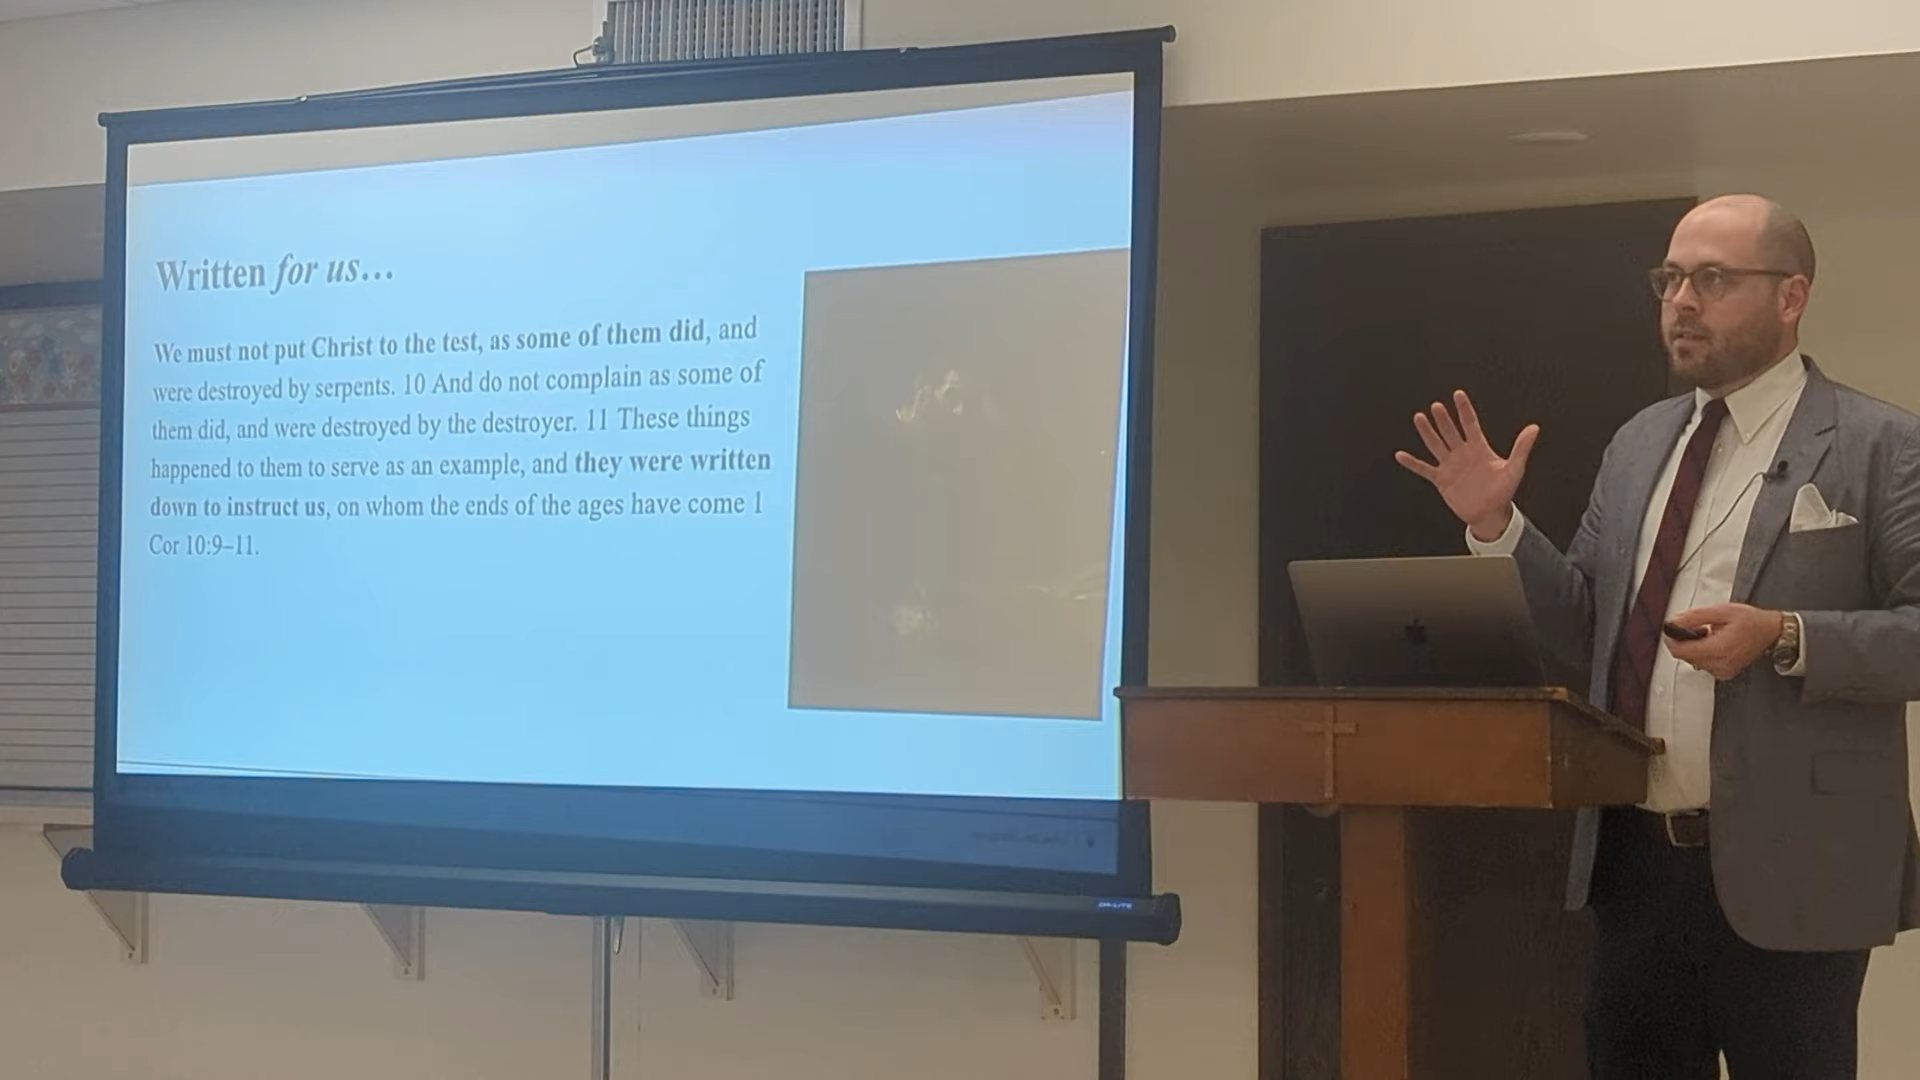 Written for us...
We must not put Christ to the test, as some of them did, and
were destroyed by serpents. 10 And do not complain as some of
them did, and were destroyed by the destroyer. 11 These things
happened to them to serve as an example, and they were written
down to instruct us, on whom the ends of the ages have come 1
Cor 10:9–11.
DA-LITE